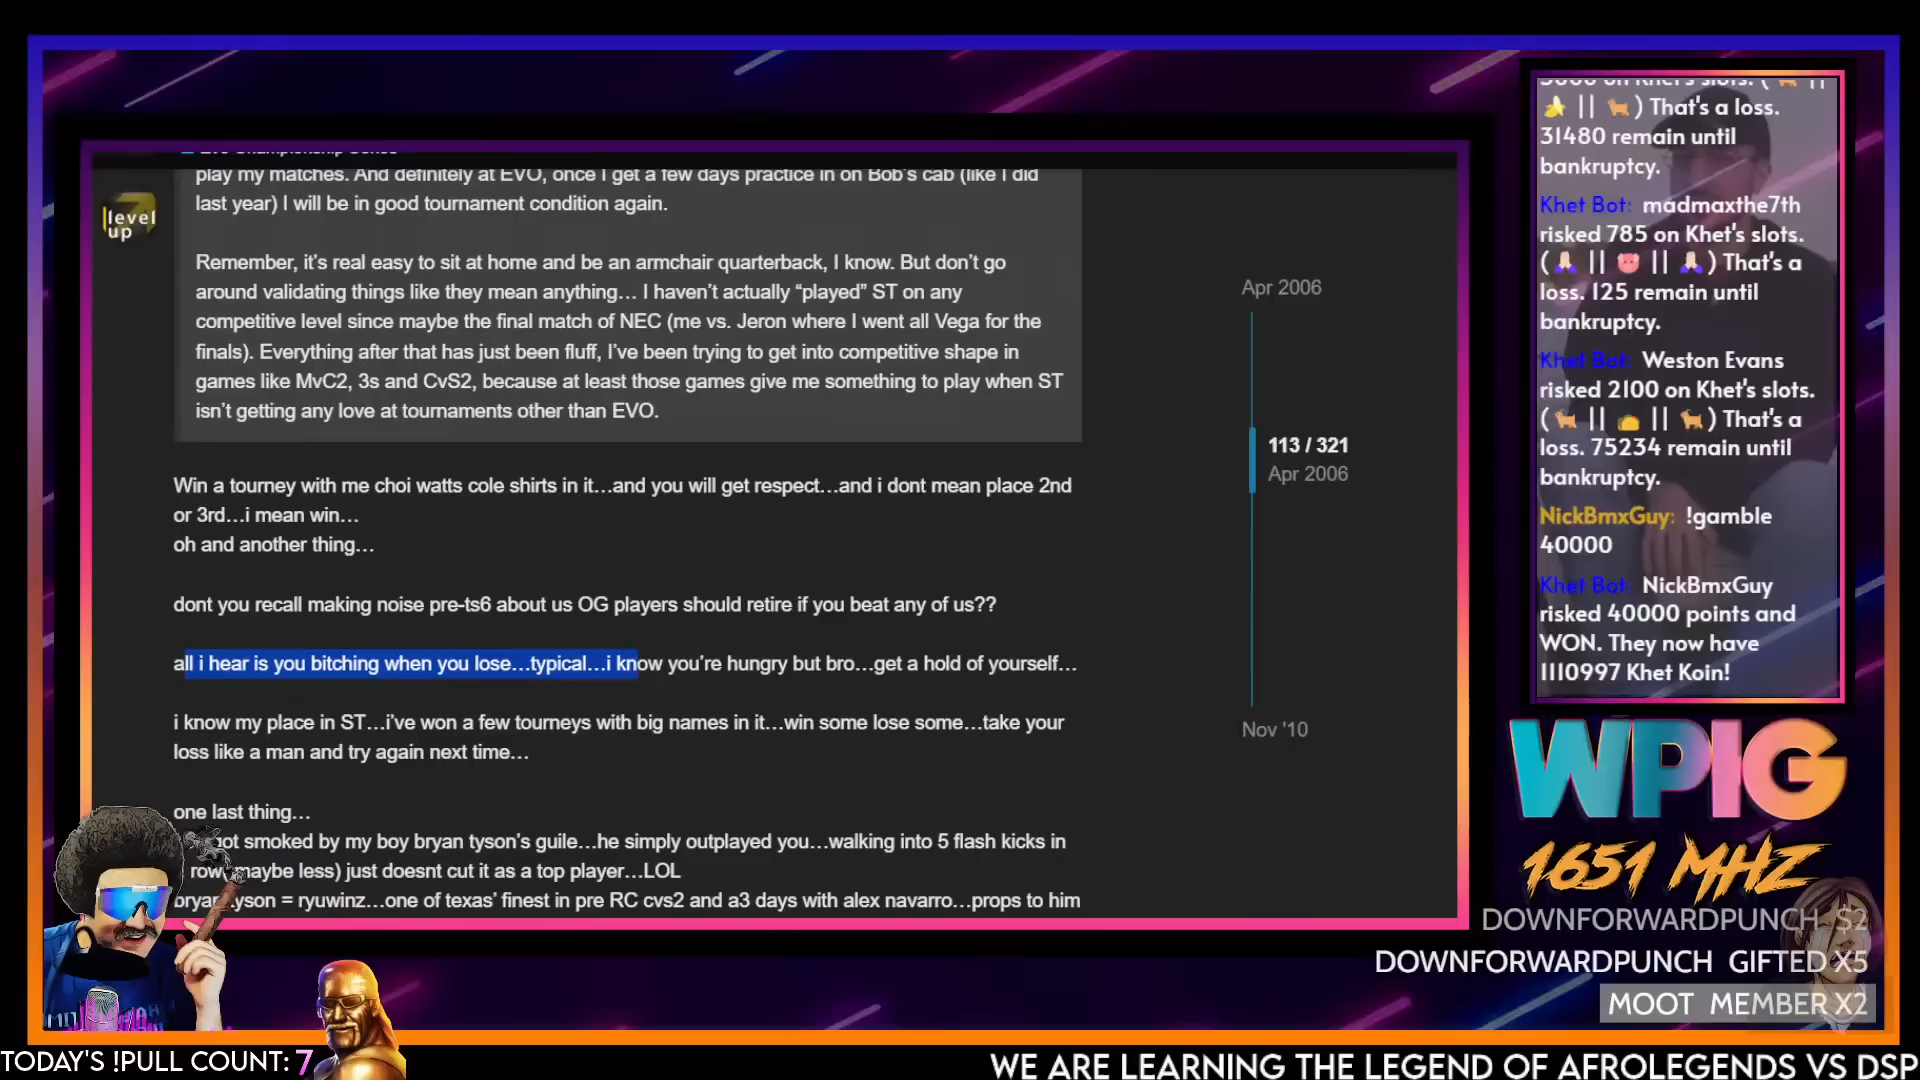 Evo Championship Series
level
up
play my matches. And definitely at EVO, once I get a few days practice in on Bob's cab (like I did
last year) I will be in good tournament condition again.
Remember, it's real easy to sit at home and be an armchair quarterback, I know. But don't go
around validating things like they mean anything… I haven't actually “played” ST on any
competitive level since maybe the final match of NEC (me vs. Jeron where I went all Vega for the
finals). Everything after that has just been fluff, I've been trying to get into competitive shape in
games like MvC2, 3s and CvS2, because at least those games give me something to play when ST
isn't getting any love at tournaments other than EVO.
Win a tourney with me choi watts cole shirts in it…and you will get respect…and i dont mean place 2nd
or 3rd…i mean win…
oh and another thing…
dont you recall making noise pre-ts6 about us OG players should retire if you beat any of us??
all i hear is you bitching when you lose…typical…i know you're hungry but bro…get a hold of yourself…
i know my place in ST…i've won a few tourneys with big names in it…win some lose some…take your
loss like a man and try again next time…
one last thing…
got smoked by my boy bryan tyson's guile…he simply outplayed you…walking into 5 flash kicks in
row(maybe less) just doesnt cut it as a top player…LOL
bryan tyson = ryuwinz…one of texas' finest in pre RC cvs2 and a3 days with alex navarro…props to him
Apr 2006
113 / 321
Apr 2006
Nov '10
5000 on Khet's slots. (
|| ) That's a loss.
31480 remain until
bankruptcy.
Khet Bot: madmaxthe7th
risked 785 on Khet's slots.
( || || ) That's a
loss. 125 remain until
bankruptcy.
Khet Bot: Weston Evans
risked 2100 on Khet's slots.
( || || ) That's a
loss. 75234 remain until
bankruptcy.
NickBmxGuy: !gamble
40000
Khet Bot: NickBmxGuy
risked 40000 points and
WON. They now have
1110997 Khet Koin!
WPIG
1651 MHZ
DOWNFORWARDPUNCH $2
DOWNFORWARDPUNCH GIFTED X5
MOOT MEMBER X2
TODAY'S !PULL COUNT: 7
WE ARE LEARNING THE LEGEND OF AFROLEGENDS VS DSP